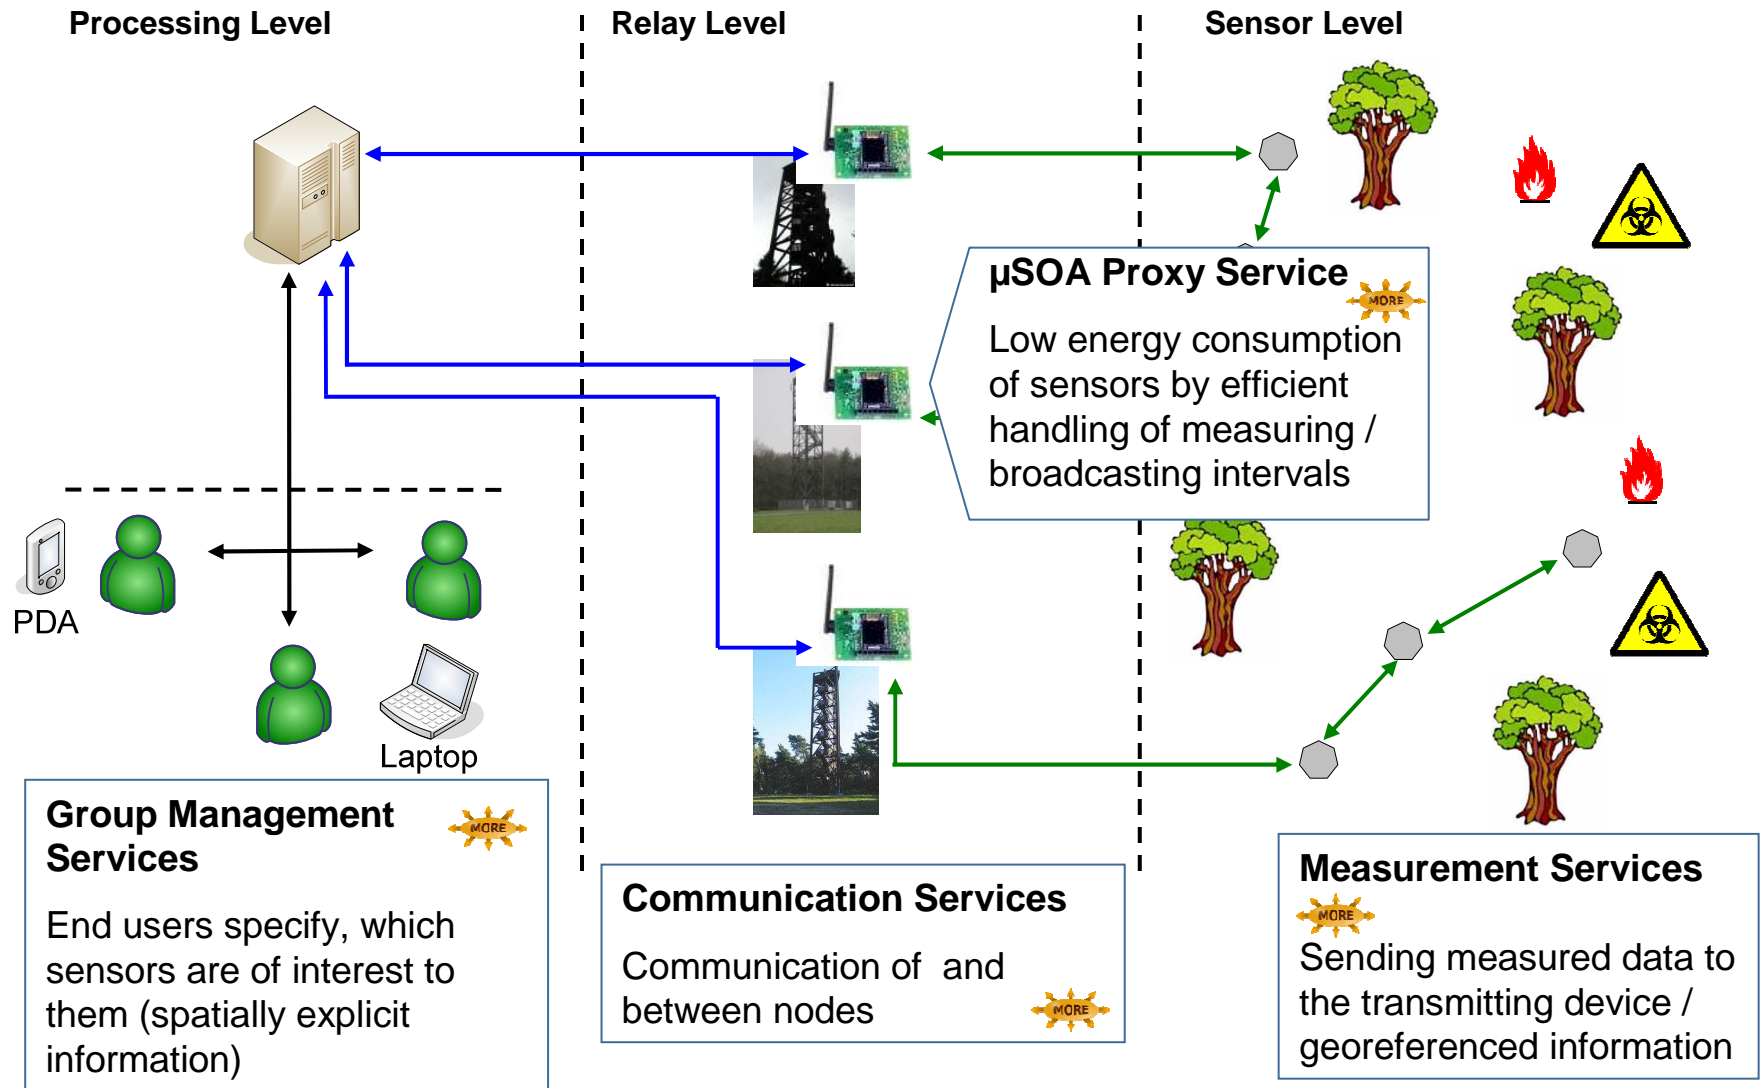 Processing Level
Relay Level
Sensor Level
µSOA Proxy Service
MORE
Low energy consumption
of sensors by efficient
handling of measuring /
broadcasting intervals
PDA
Laptop
Group Management
Services
MORE
End users specify, which
sensors are of interest to
them (spatially explicit
information)
Communication Services
Communication of  and
between nodes
MORE
Measurement Services
MORE
Sending measured data to
the transmitting device /
georeferenced information